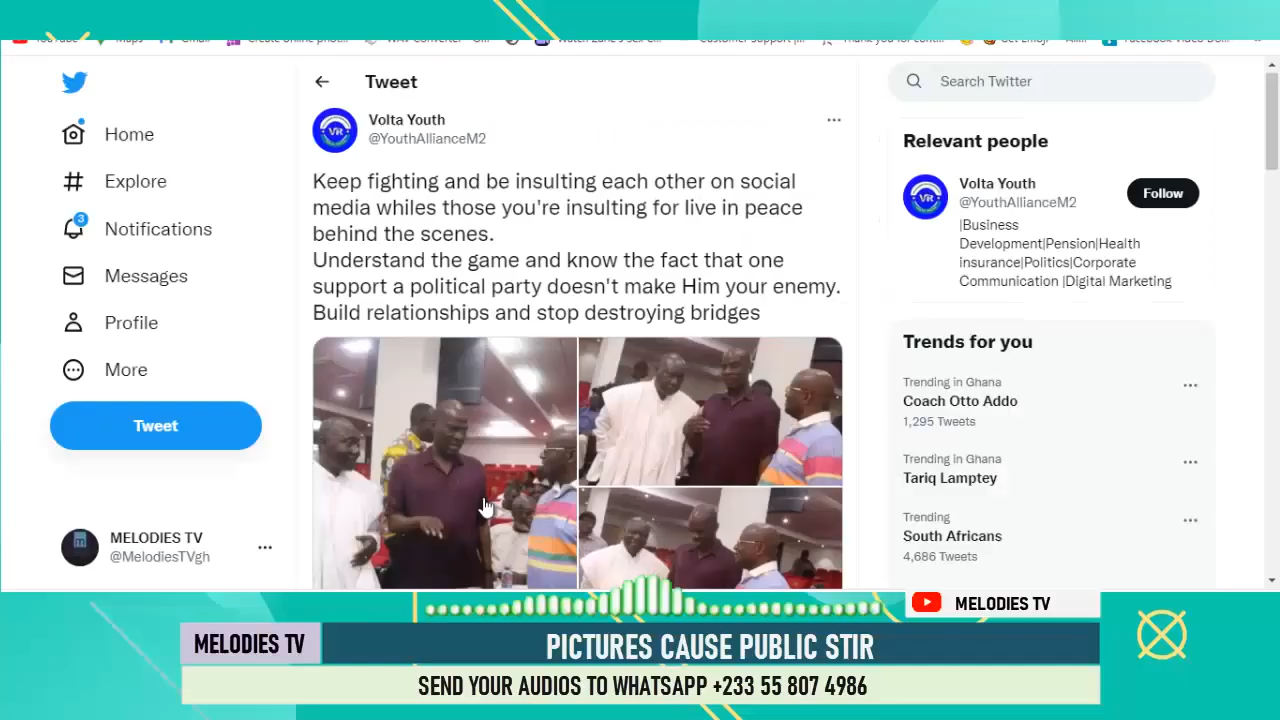 Tweet
Search Twitter
Home
Explore
3
Notifications
Messages
Profile
More
Tweet
MELODIES TV
@MelodiesTVgh
Volta Youth
@YouthAllianceM2
Keep fighting and be insulting each other on social
media whiles those you're insulting for live in peace
behind the scenes.
Understand the game and know the fact that one
support a political party doesn't make Him your enemy.
Build relationships and stop destroying bridges
Relevant people
VR
Volta Youth
@YouthAllianceM2
Follow
|Business
Development|Pension|Health
insurance|Politics|Corporate
Communication |Digital Marketing
Trends for you
Trending in Ghana
Coach Otto Addo
1,295 Tweets
Trending in Ghana
Tariq Lamptey
Trending
South Africans
4,686 Tweets
MELODIES TV
MELODIES TV
PICTURES CAUSE PUBLIC STIR
SEND YOUR AUDIOS TO WHATSAPP +233 55 807 4986